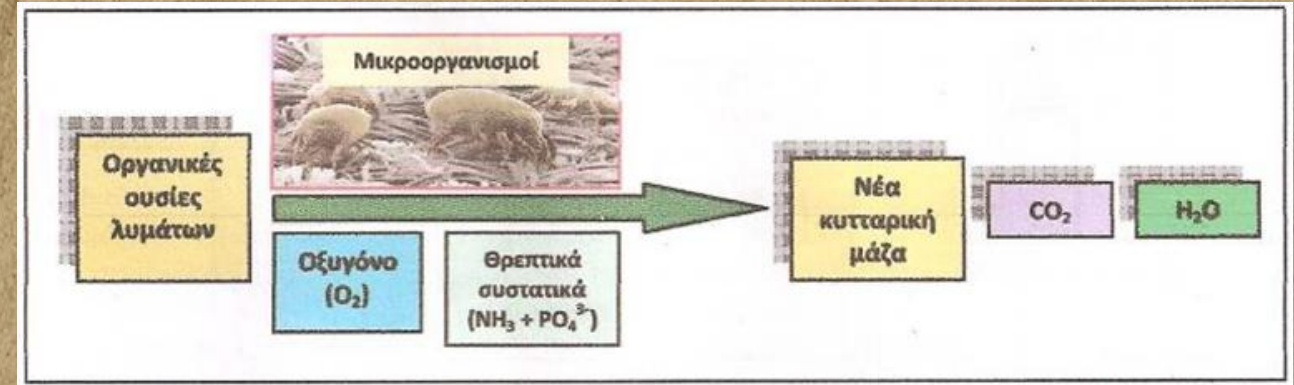 Μικροοργανισμοί
Οργανικές
ουσίες
λυμάτων
Οξυγόνο
(O₂)
Θρεπτικά
συστατικά
(NH₃ + PO₄³⁻)
Νέα
κυτταρική
μάζα
CO₂
H₂O